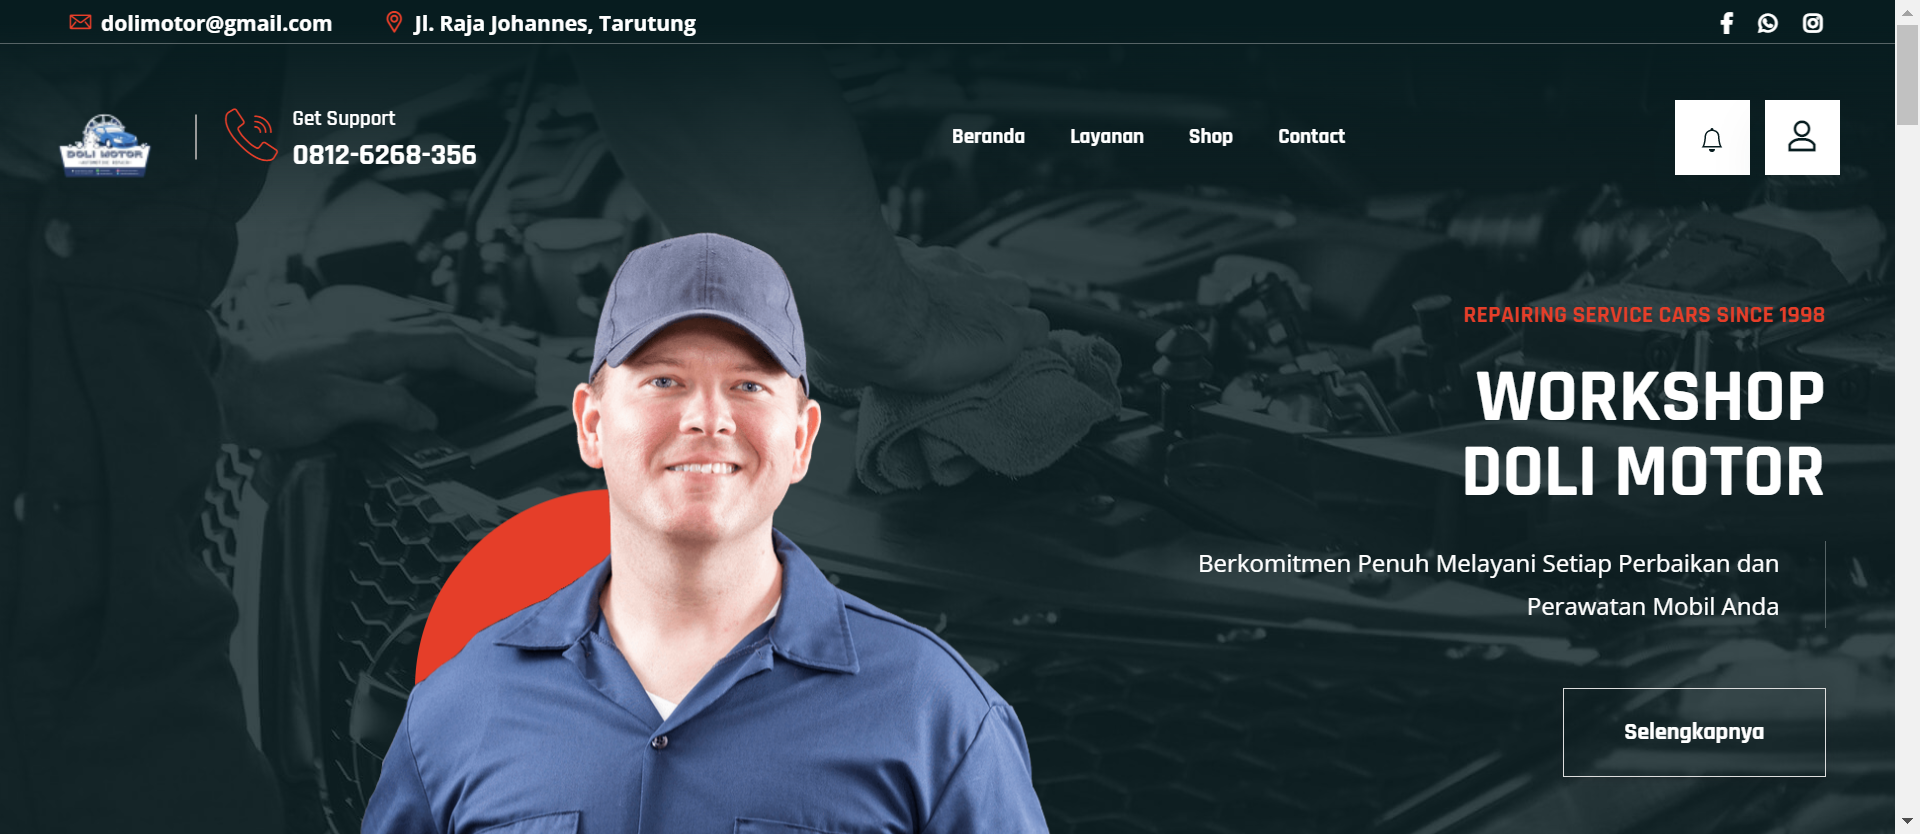 dolimotor@gmail.com
Jl. Raja Johannes, Tarutung
DOLI MOTOR
Get Support
0812-6268-356
Beranda
Layanan
Shop
Contact
REPAIRING SERVICE CARS SINCE 1998
WORKSHOP
DOLI MOTOR
Berkomitmen Penuh Melayani Setiap Perbaikan dan
Perawatan Mobil Anda
Selengkapnya